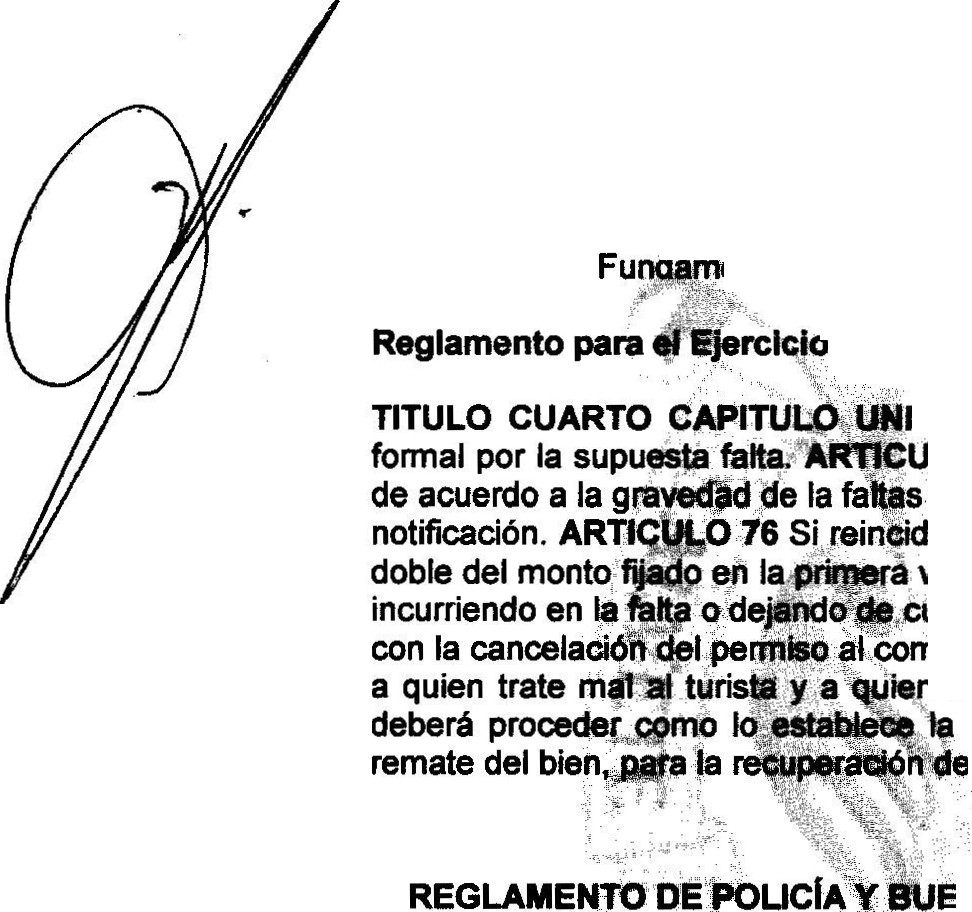 Fundam
Reglamento para el Ejercicio
TITULO CUARTO CAPITULO UNI
formal por la supuesta falta. ARTICU
de acuerdo a la gravedad de la faltas
notificación. ARTICULO 76 Si reincid
doble del monto fijado en la primera v
incurriendo en la falta o dejando de cu
con la cancelación del permiso al com
a quien trate mal al turista y a quien
deberá proceder como lo establece la
remate del bien, para la recuperación de
REGLAMENTO DE POLICÍA Y BUE